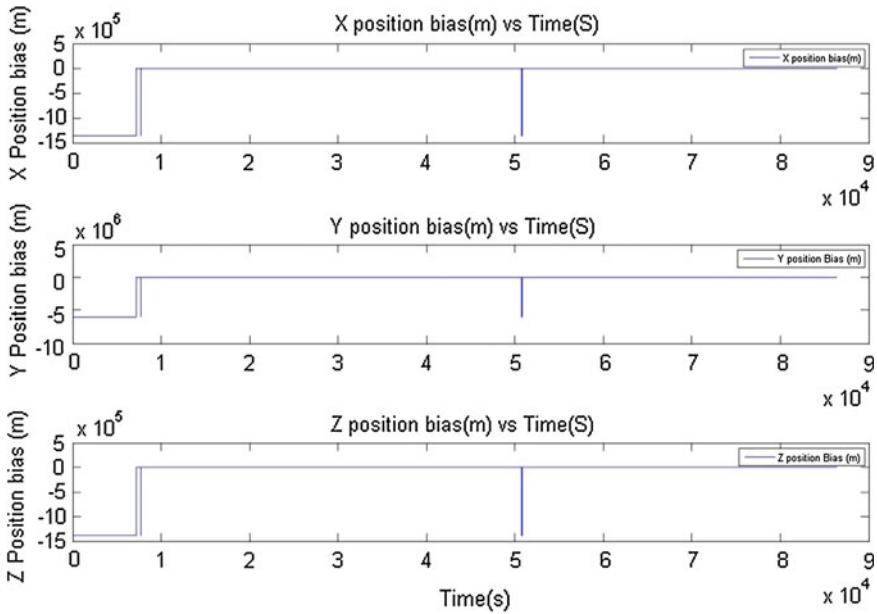 X position bias(m) vs Time(S)
x 10^5
X Position bias (m)
5
0
-5
-10
-15
X position bias(m)
0 1 2 3 4 5 6 7 8 9
x 10^4
Y position bias(m) vs Time(S)
x 10^6
Y Position bias (m)
5
0
-5
-10
Y position Bias (m)
0 1 2 3 4 5 6 7 8 9
x 10^4
Z position bias(m) vs Time(S)
x 10^5
Z Position bias (m)
5
0
-5
-10
-15
Z position Bias (m)
0 1 2 3 4 5 6 7 8 9
Time(s)
x 10^4